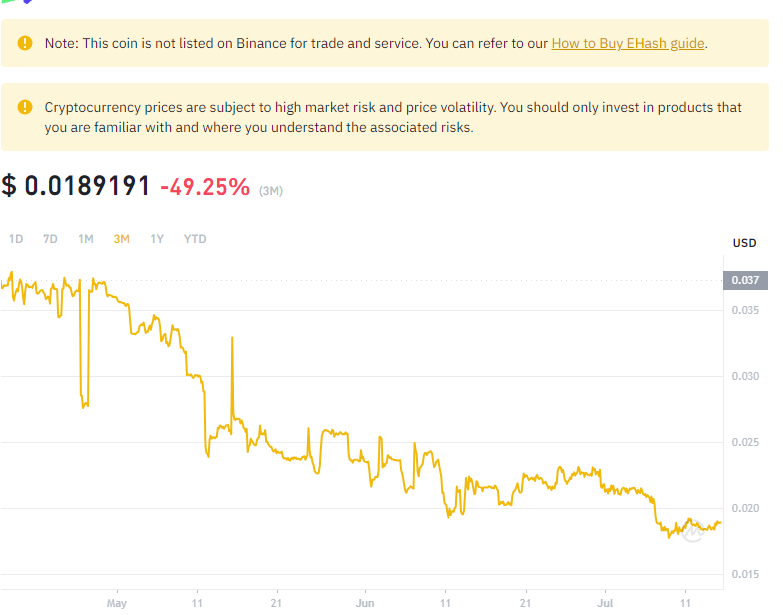 Note: This coin is not listed on Binance for trade and service. You can refer to our How to Buy EHash guide.
Cryptocurrency prices are subject to high market risk and price volatility. You should only invest in products that
you are familiar with and where you understand the associated risks.
$ 0.0189191 -49.25% (3M)
1D 7D 1M 3M 1Y YTD
USD
0.037
0.035
0.030
0.025
0.020
0.015
May 11 21 Jun 11 21 Jul 11